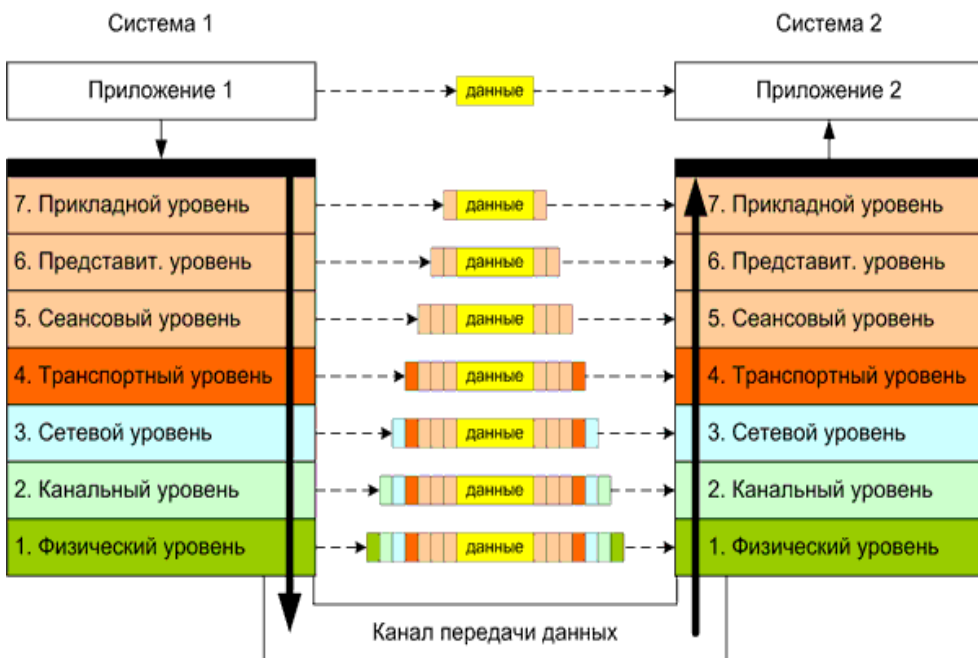 Система 1
Система 2
Приложение 1
данные
Приложение 2
7. Прикладной уровень
данные
7. Прикладной уровень
6. Представит. уровень
данные
6. Представит. уровень
5. Сеансовый уровень
данные
5. Сеансовый уровень
4. Транспортный уровень
данные
4. Транспортный уровень
3. Сетевой уровень
данные
3. Сетевой уровень
2. Канальный уровень
данные
2. Канальный уровень
1. Физический уровень
данные
1. Физический уровень
Канал передачи данных